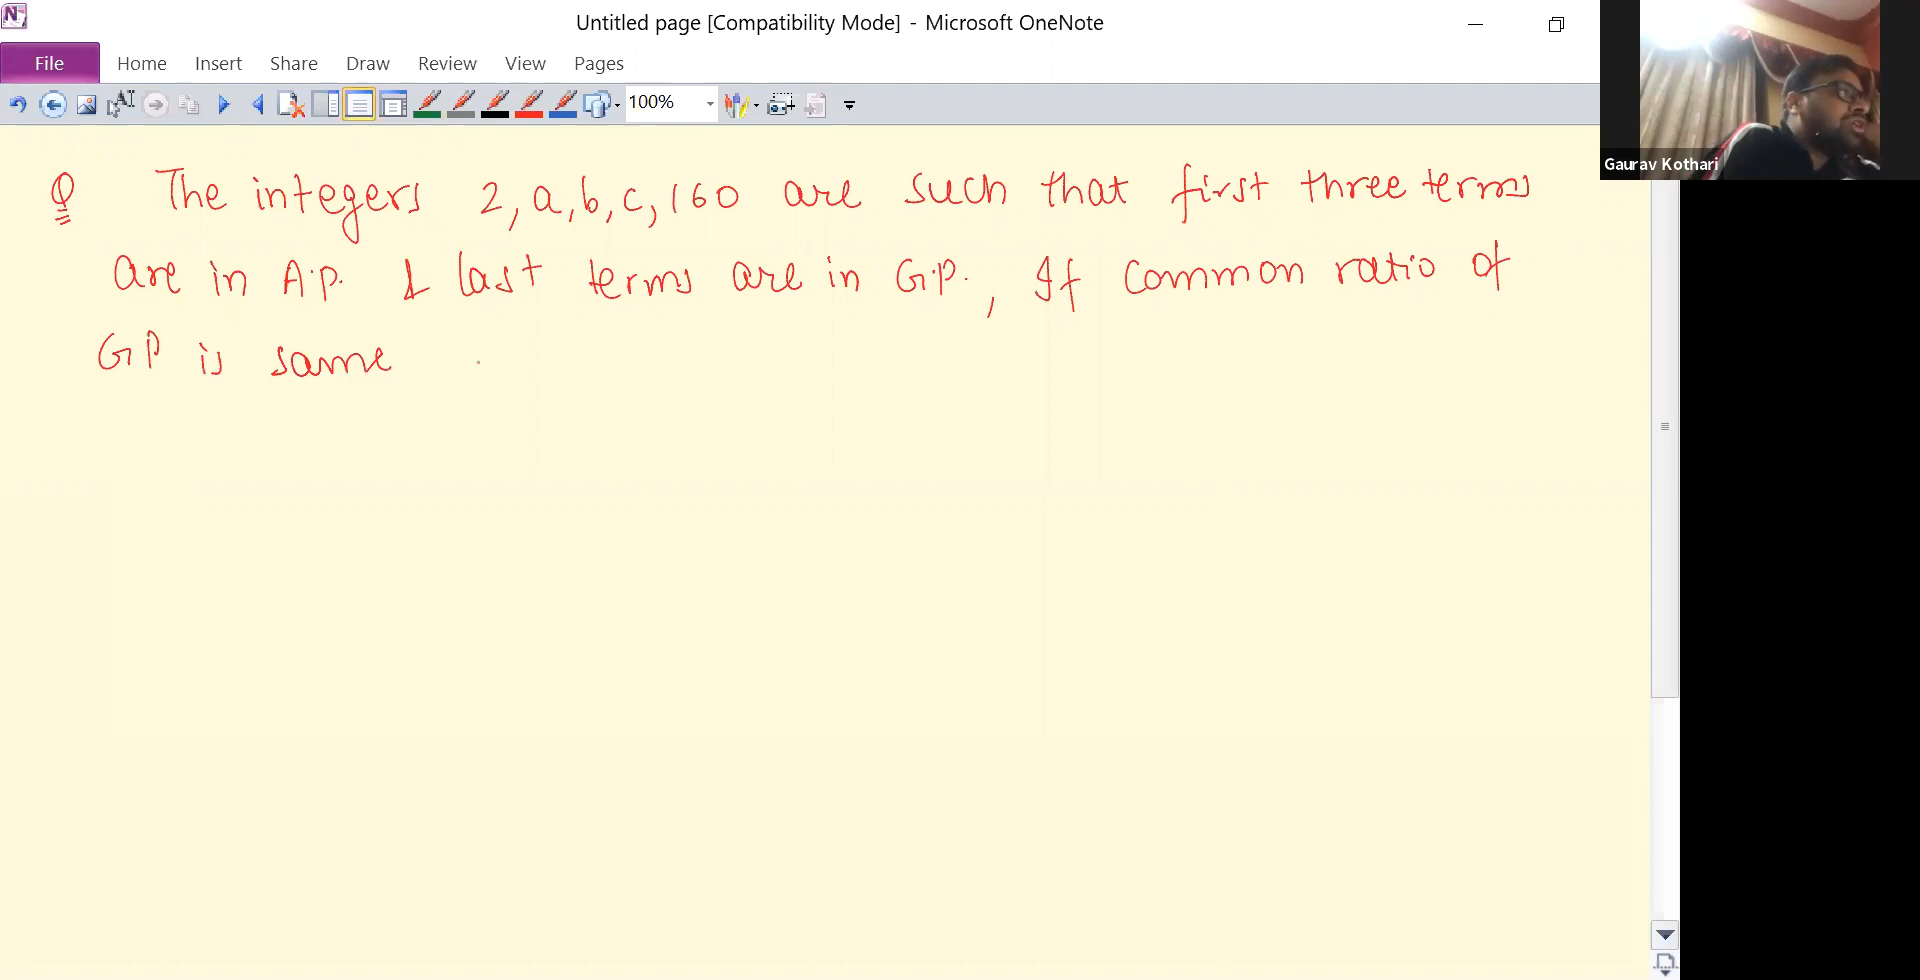 Untitled page [Compatibility Mode] - Microsoft OneNote
File Home Insert Share Draw Review View Pages
100%
Gaurav Kothari
Q The integers 2, a, b, c, 160 are such that first three terms
are in A.P. & last terms are in G.P., If common ratio of
GP is same